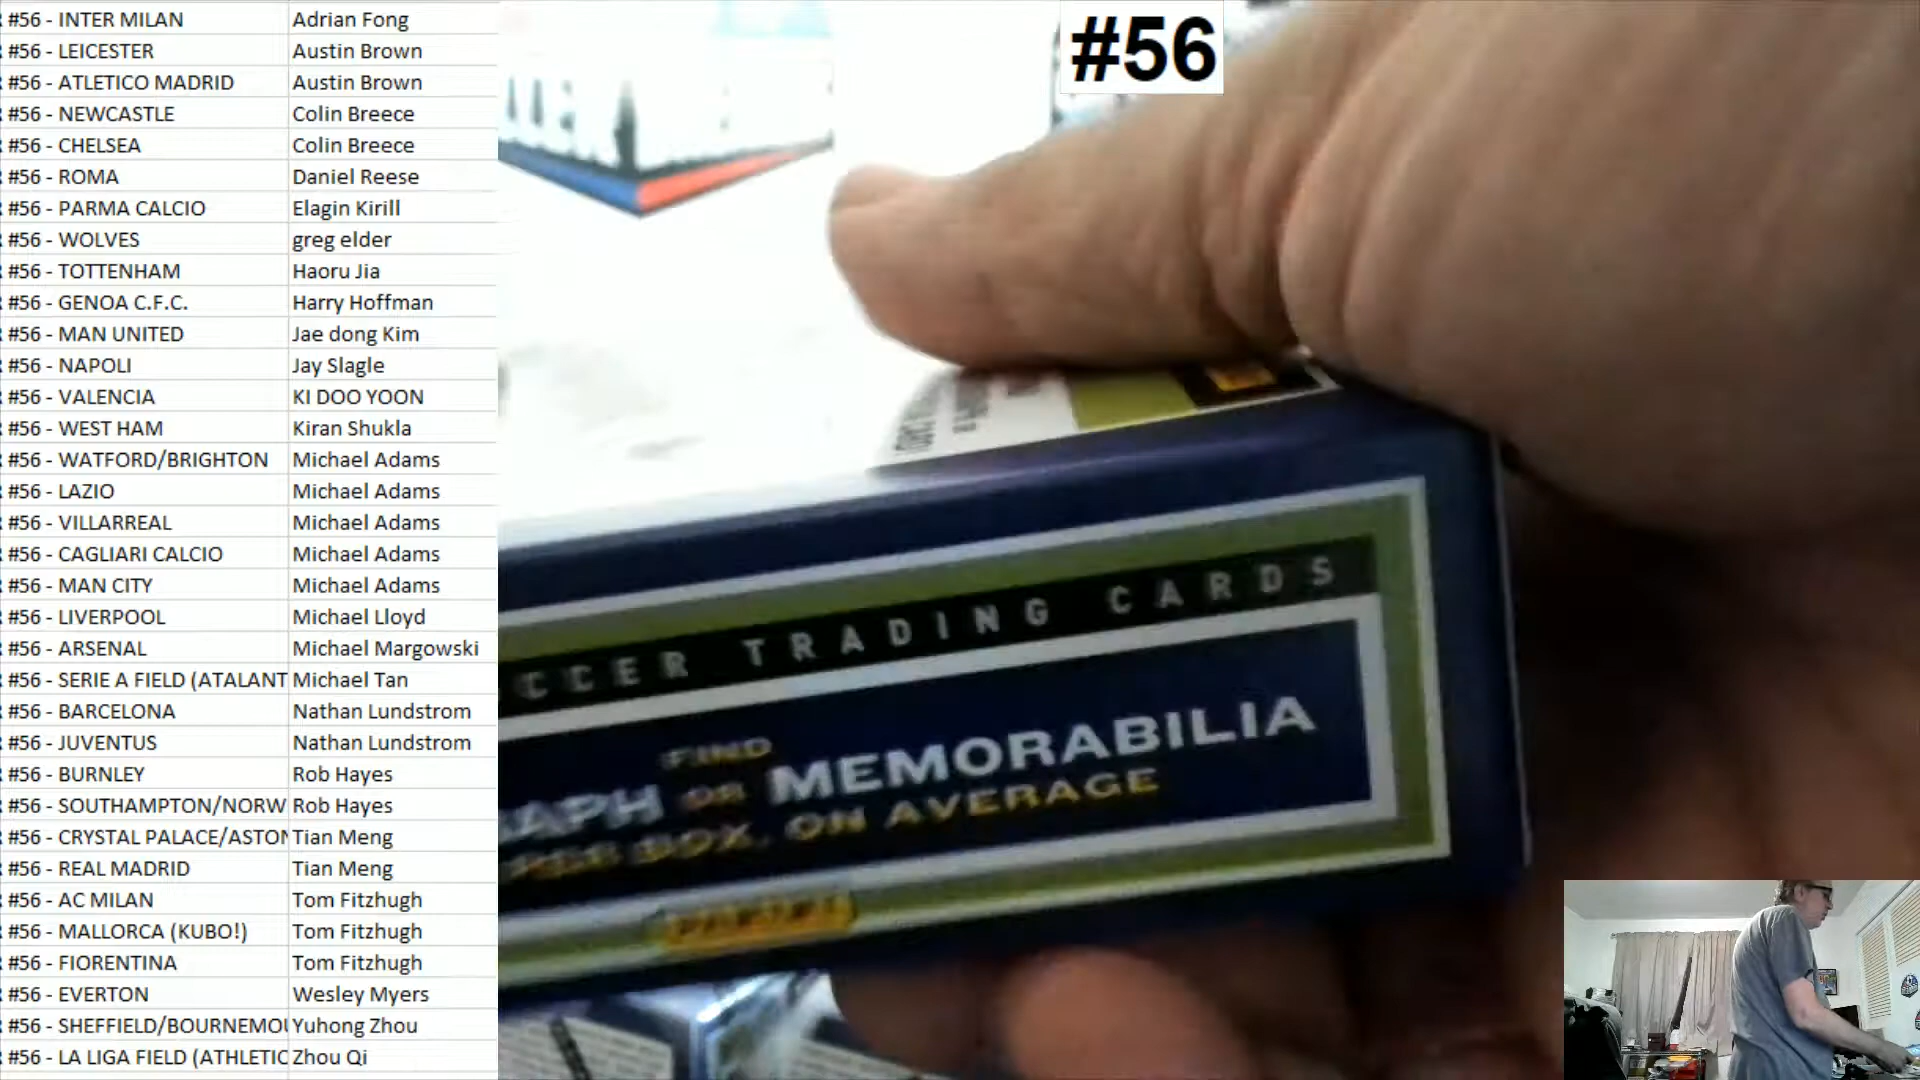 #56 - INTER MILAN Adrian Fong
#56 - LEICESTER Austin Brown
#56 - ATLETICO MADRID Austin Brown
#56 - NEWCASTLE Colin Breece
#56 - CHELSEA Colin Breece
#56 - ROMA Daniel Reese
#56 - PARMA CALCIO Elagin Kirill
#56 - WOLVES greg elder
#56 - TOTTENHAM Haoru Jia
#56 - GENOA C.F.C. Harry Hoffman
#56 - MAN UNITED Jae dong Kim
#56 - NAPOLI Jay Slagle
#56 - VALENCIA KI DOO YOON
#56 - WEST HAM Kiran Shukla
#56 - WATFORD/BRIGHTON Michael Adams
#56 - LAZIO Michael Adams
#56 - VILLARREAL Michael Adams
#56 - CAGLIARI CALCIO Michael Adams
#56 - MAN CITY Michael Adams
#56 - LIVERPOOL Michael Lloyd
#56 - ARSENAL Michael Margowski
#56 - SERIE A FIELD (ATALANT Michael Tan
#56 - BARCELONA Nathan Lundstrom
#56 - JUVENTUS Nathan Lundstrom
#56 - BURNLEY Rob Hayes
#56 - SOUTHAMPTON/NORW Rob Hayes
#56 - CRYSTAL PALACE/ASTON Tian Meng
#56 - REAL MADRID Tian Meng
#56 - AC MILAN Tom Fitzhugh
#56 - MALLORCA (KUBO!) Tom Fitzhugh
#56 - FIORENTINA Tom Fitzhugh
#56 - EVERTON Wesley Myers
#56 - SHEFFIELD/BOURNEMOU Yuhong Zhou
#56 - LA LIGA FIELD (ATHLETIC Zhou Qi
#56
CCER TRADING CARDS
FIND
APH OR MEMORABILIA
PER BOX, ON AVERAGE
PANINI